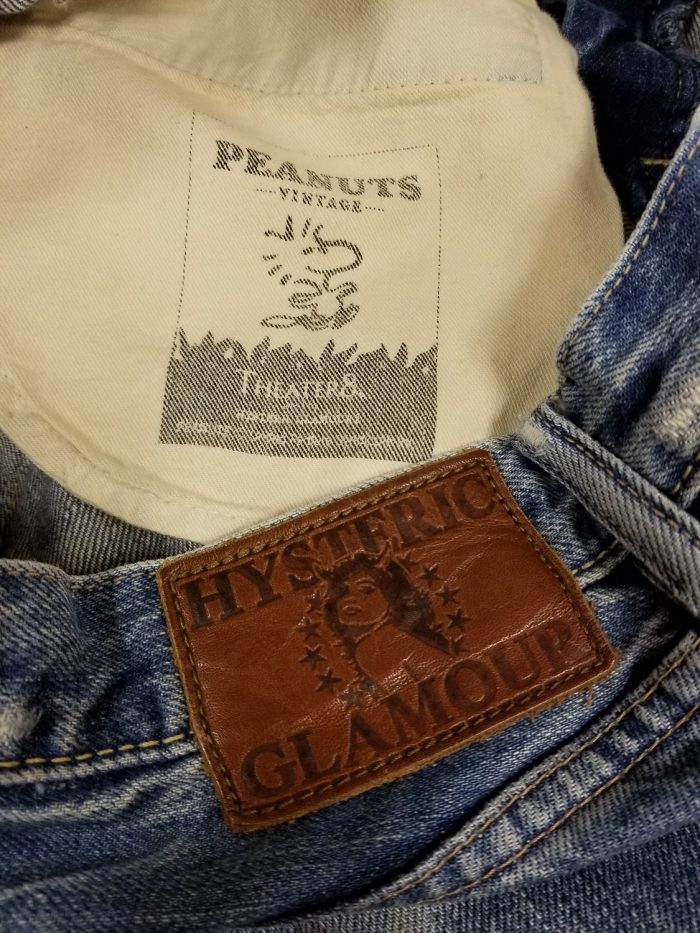 PEANUTS
VINTAGE
THEATER8
HYSTERIC
GLAMOUR